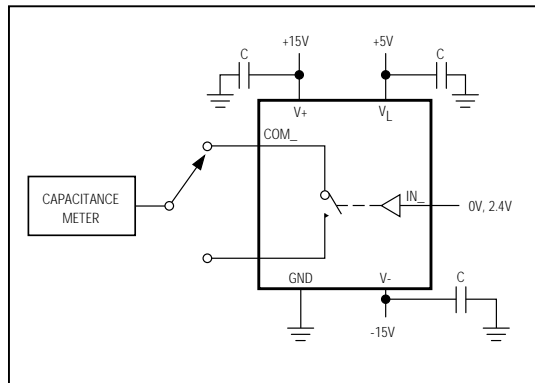 +15V
+5V
C
C
V+
VL
COM_
CAPACITANCE
METER
IN_
0V, 2.4V
GND
V-
C
-15V